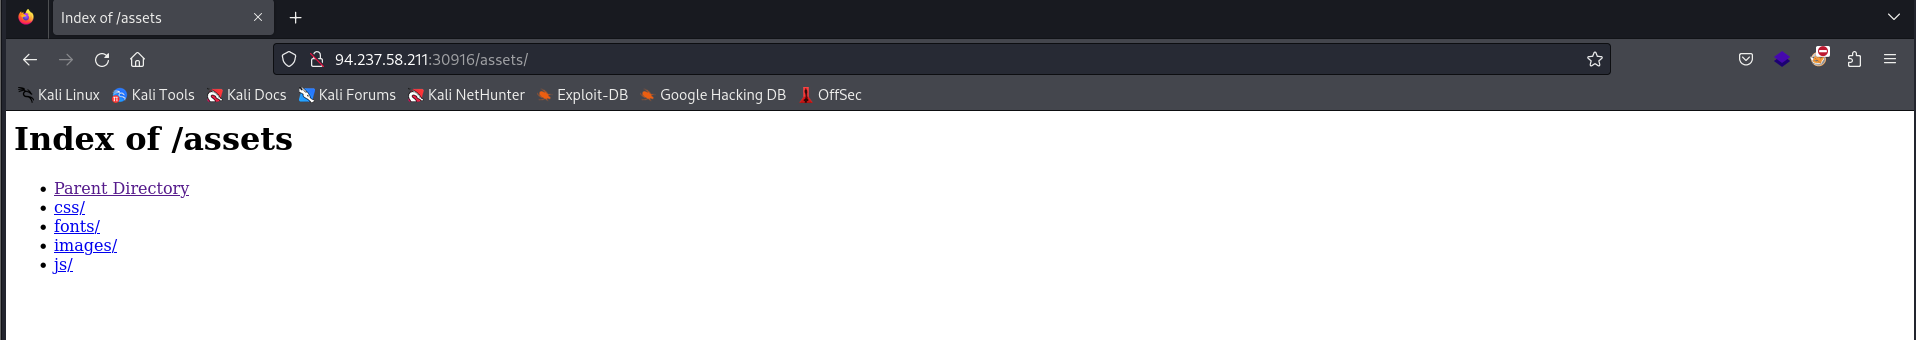 Index of /assets
94.237.58.211:30916/assets/
Kali Linux Kali Tools Kali Docs Kali Forums Kali NetHunter Exploit-DB Google Hacking DB OffSec
Index of /assets
Parent Directory
css/
fonts/
images/
js/